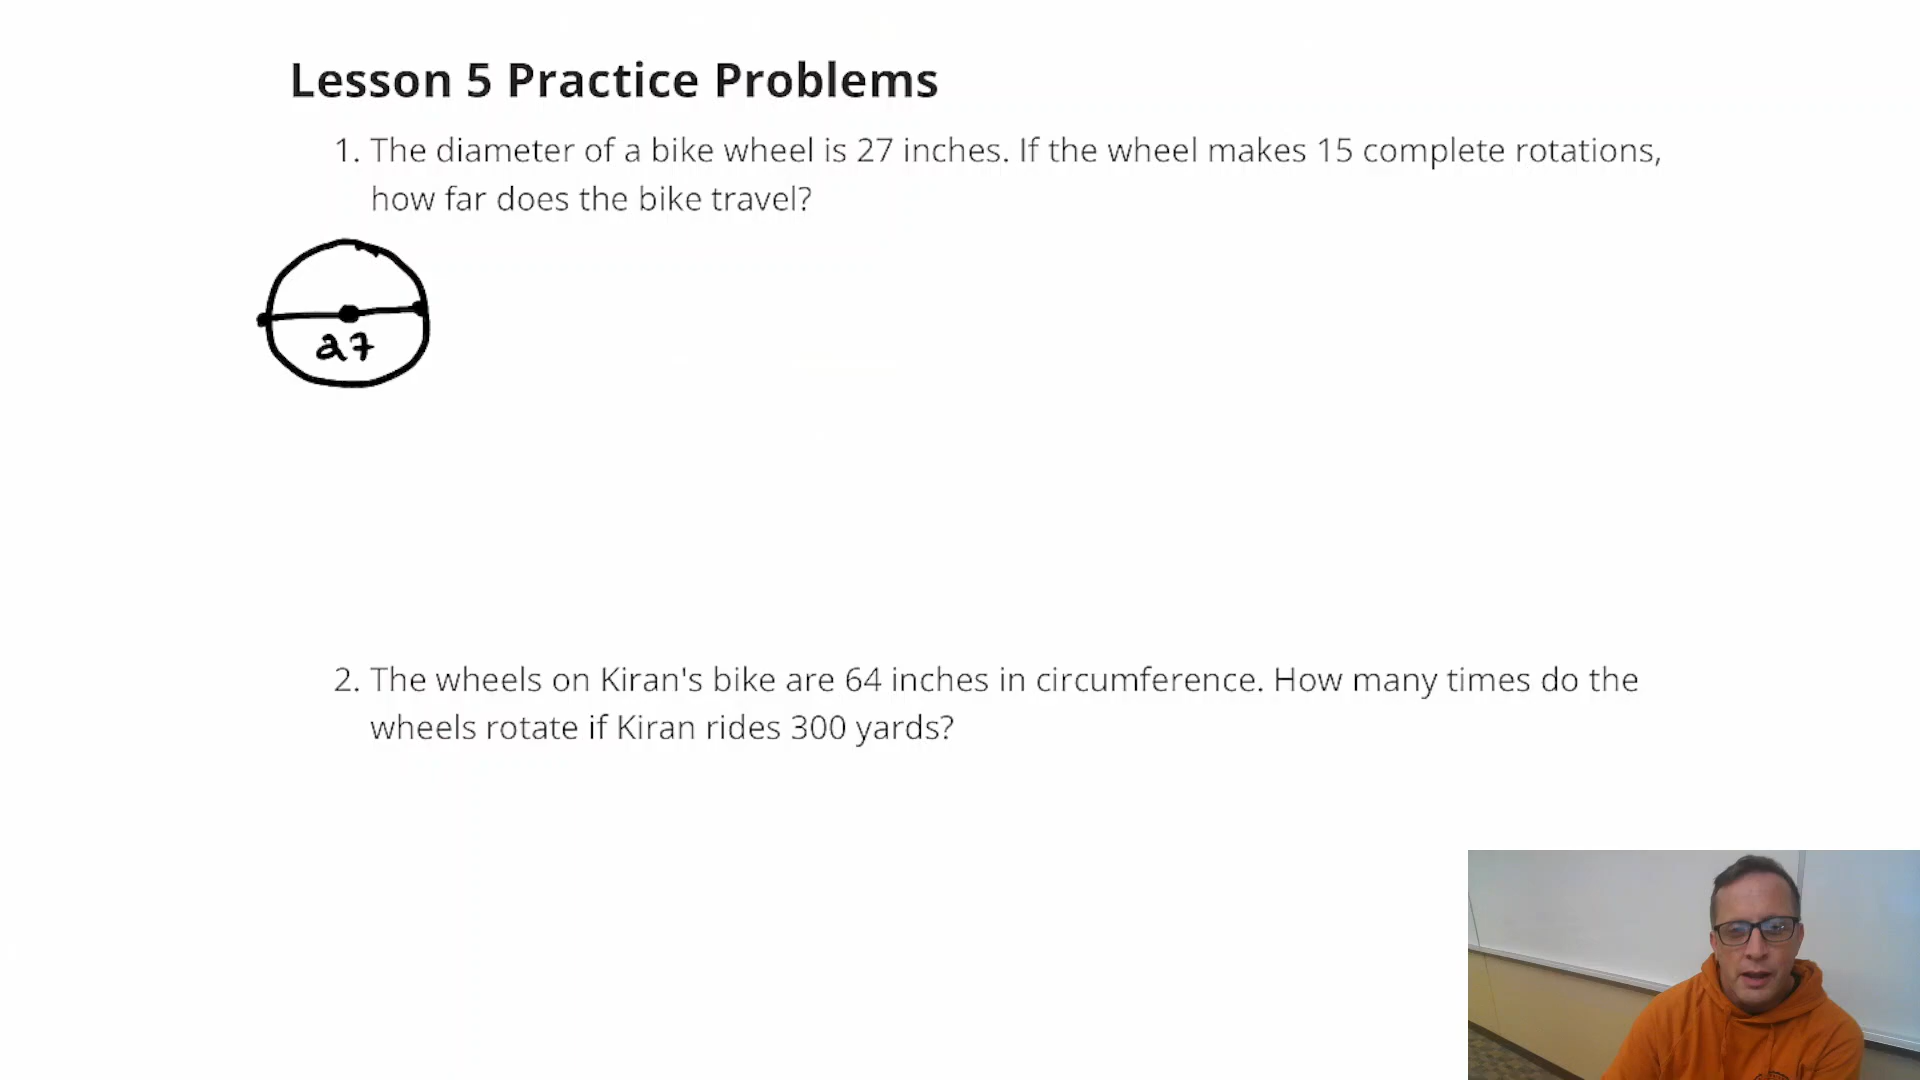 Lesson 5 Practice Problems
1. The diameter of a bike wheel is 27 inches. If the wheel makes 15 complete rotations,
how far does the bike travel?
27
2. The wheels on Kiran's bike are 64 inches in circumference. How many times do the
wheels rotate if Kiran rides 300 yards?